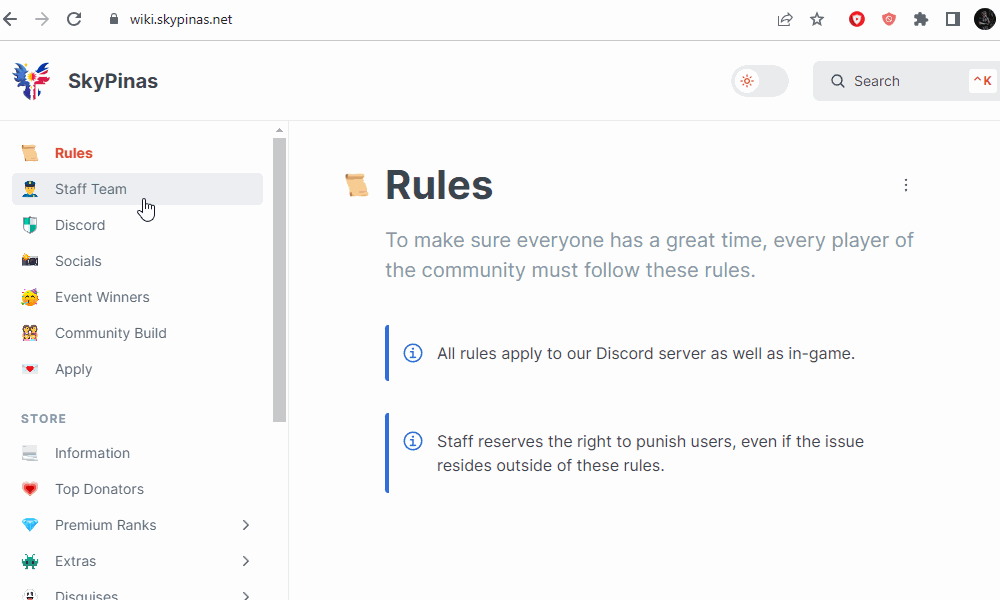 wiki.skypinas.net
SkyPinas
Search
^K
Rules
Staff Team
Discord
Socials
Event Winners
Community Build
Apply
STORE
Information
Top Donators
Premium Ranks
Extras
Disguises
Rules
To make sure everyone has a great time, every player of
the community must follow these rules.
All rules apply to our Discord server as well as in-game.
Staff reserves the right to punish users, even if the issue
resides outside of these rules.